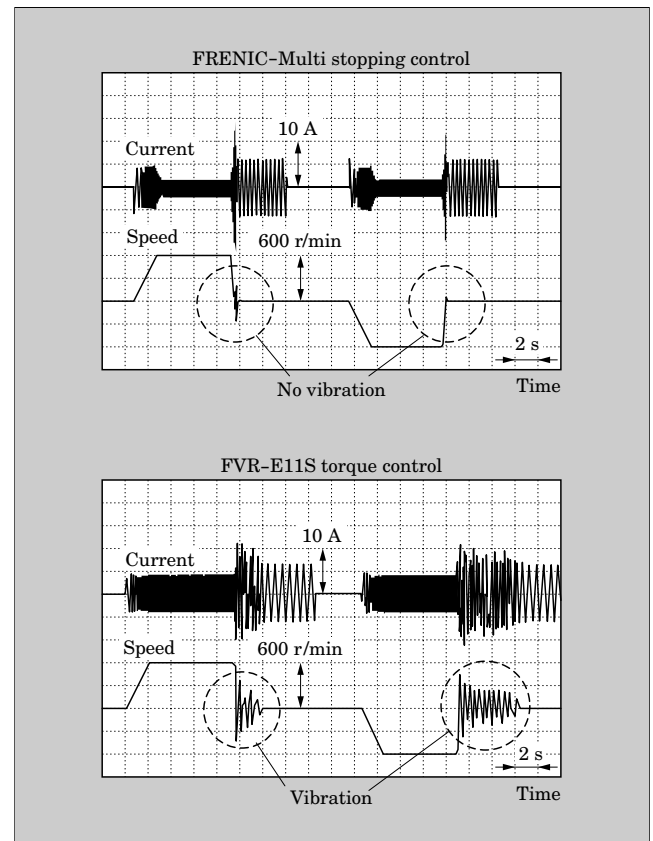 FRENIC-Multi stopping control
10 A
Current
Speed
600 r/min
2 s
No vibration
Time
FVR-E11S torque control
10 A
Current
Speed
600 r/min
2 s
Vibration
Time